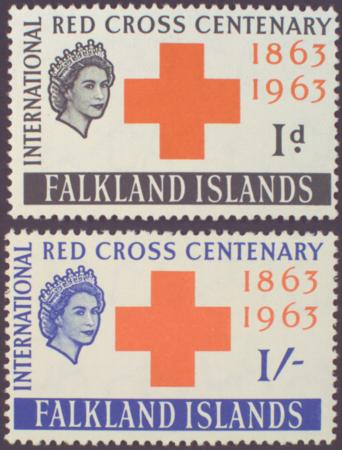 INTERNATIONAL
RED CROSS CENTENARY
1863
1963
1d.
FALKLAND ISLANDS
INTERNATIONAL
RED CROSS CENTENARY
1863
1963
1/-
FALKLAND ISLANDS